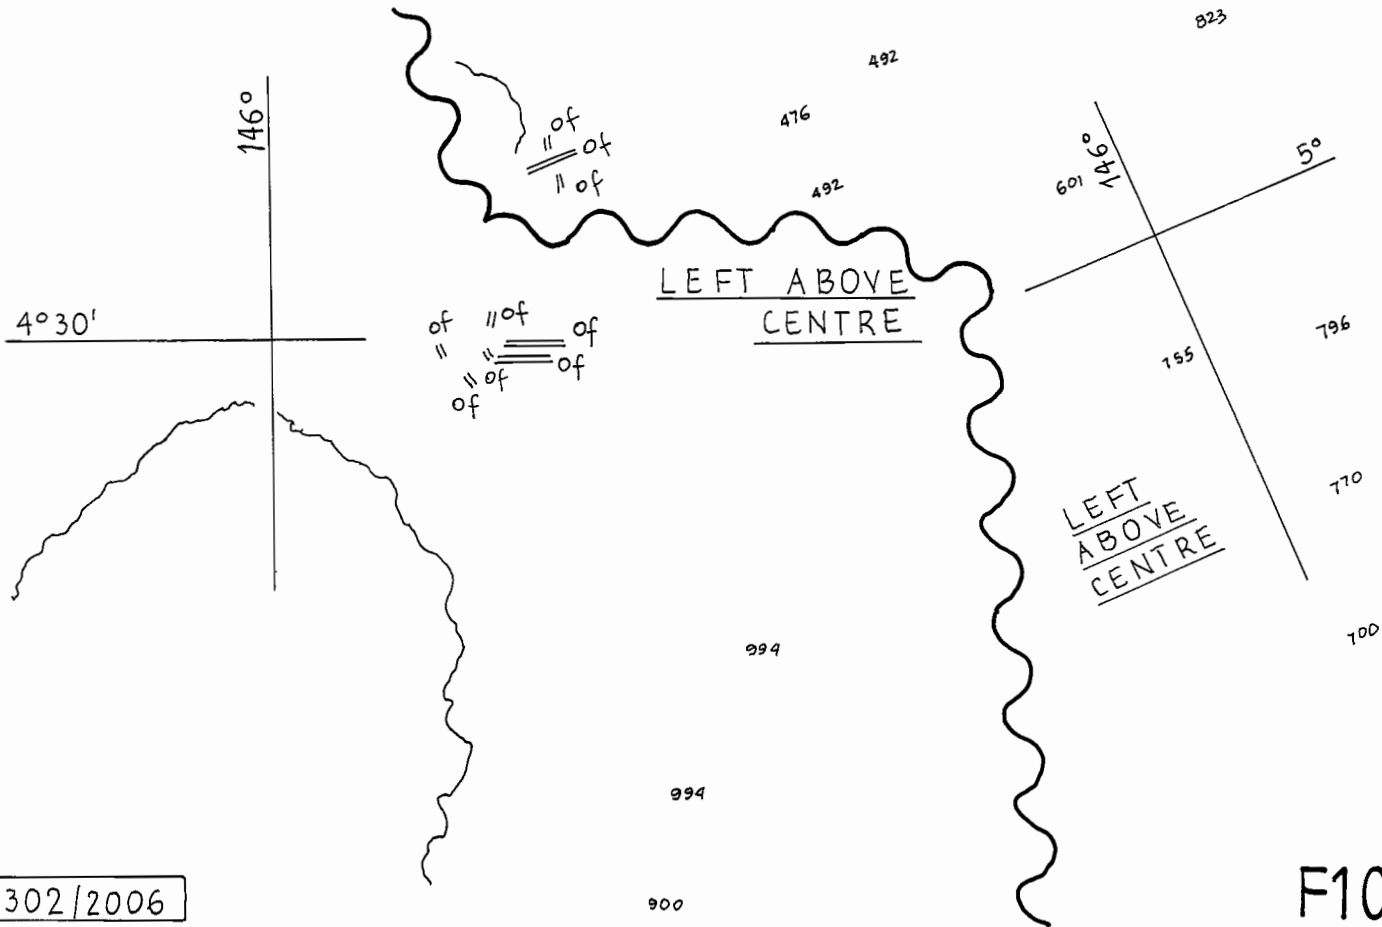 823
492
146°
476
of
of
of
492
601
146°
5°
LEFT ABOVE
CENTRE
4°30'
of
of
of
of
of
of
796
755
770
LEFT
ABOVE
CENTRE
700
994
994
302/2006
900
F10